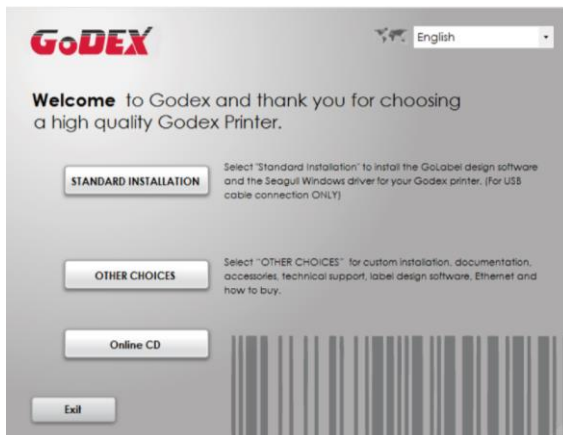 GoDEX
English
Welcome to Godex and thank you for choosing
a high quality Godex Printer.
STANDARD INSTALLATION
Select "Standard Installation" to install the GoLabel design software
and the Seagull Windows driver for your Godex printer. (For USB
cable connection ONLY)
OTHER CHOICES
Select "OTHER CHOICES" for custom installation, documentation,
accessories, technical support, label design software, Ethernet and
how to buy.
Online CD
Exit